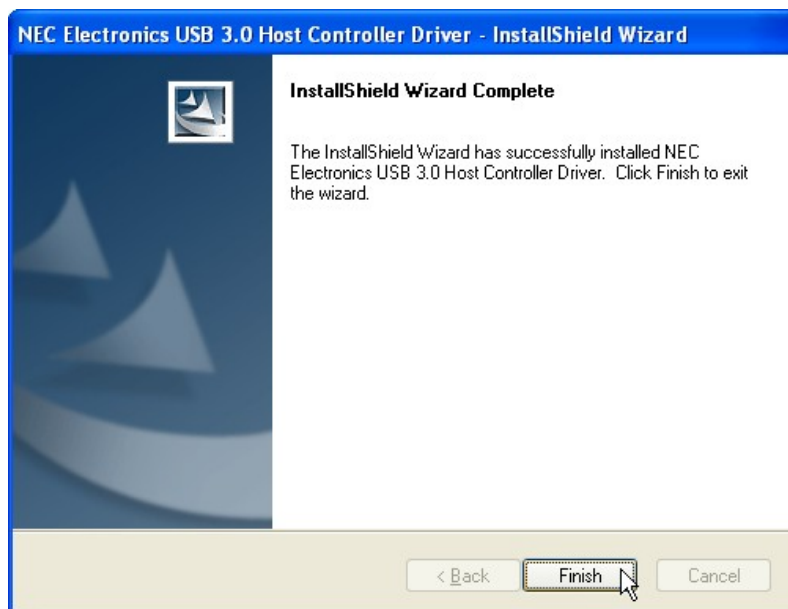 NEC Electronics USB 3.0 Host Controller Driver - InstallShield Wizard
InstallShield Wizard Complete
The InstallShield Wizard has successfully installed NEC
Electronics USB 3.0 Host Controller Driver.  Click Finish to exit
the wizard.
< Back
Finish
Cancel